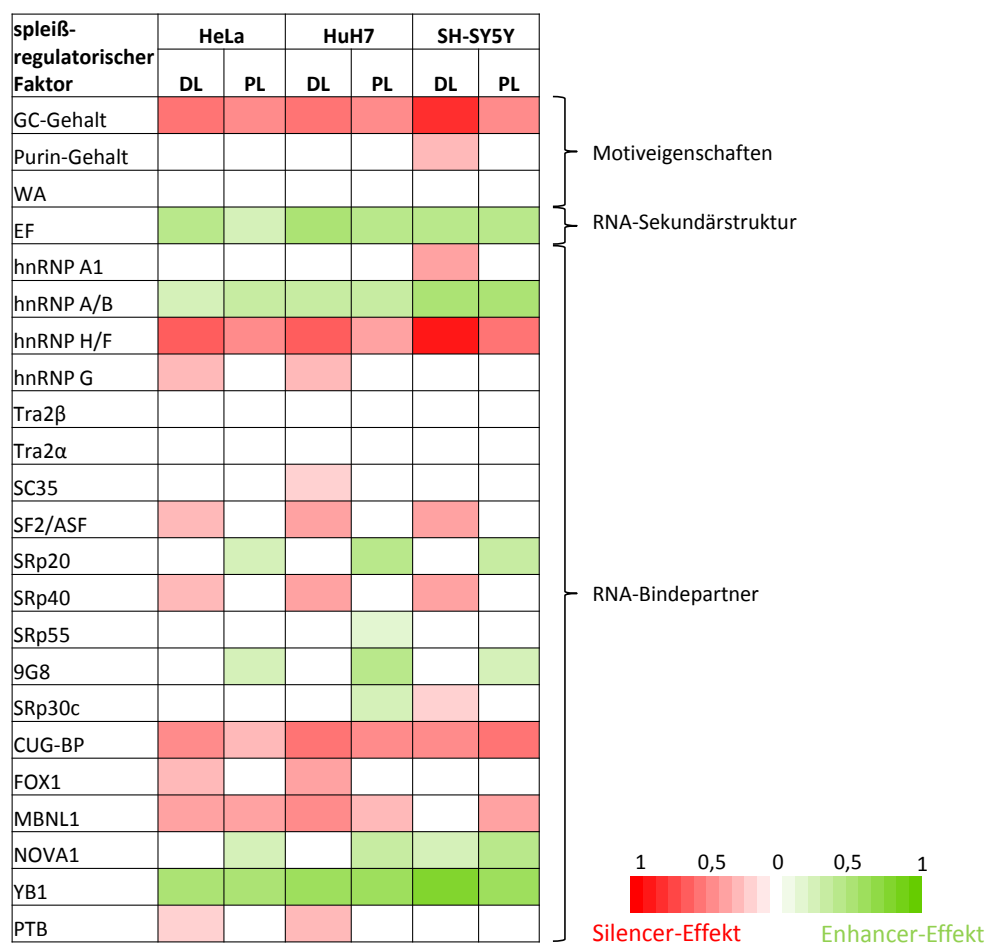 spleiß-
regulatorischer
Faktor
HeLa HuH7 SH-SY5Y
DL PL DL PL DL PL
GC-Gehalt
Purin-Gehalt
WA
EF
hnRNP A1
hnRNP A/B
hnRNP H/F
hnRNP G
Tra2β
Tra2α
SC35
SF2/ASF
SRp20
SRp40
SRp55
9G8
SRp30c
CUG-BP
FOX1
MBNL1
NOVA1
YB1
PTB
Motiveigenschaften
RNA-Sekundärstruktur
RNA-Bindepartner
1 0,5 0 0,5 1
Silencer-Effekt Enhancer-Effekt